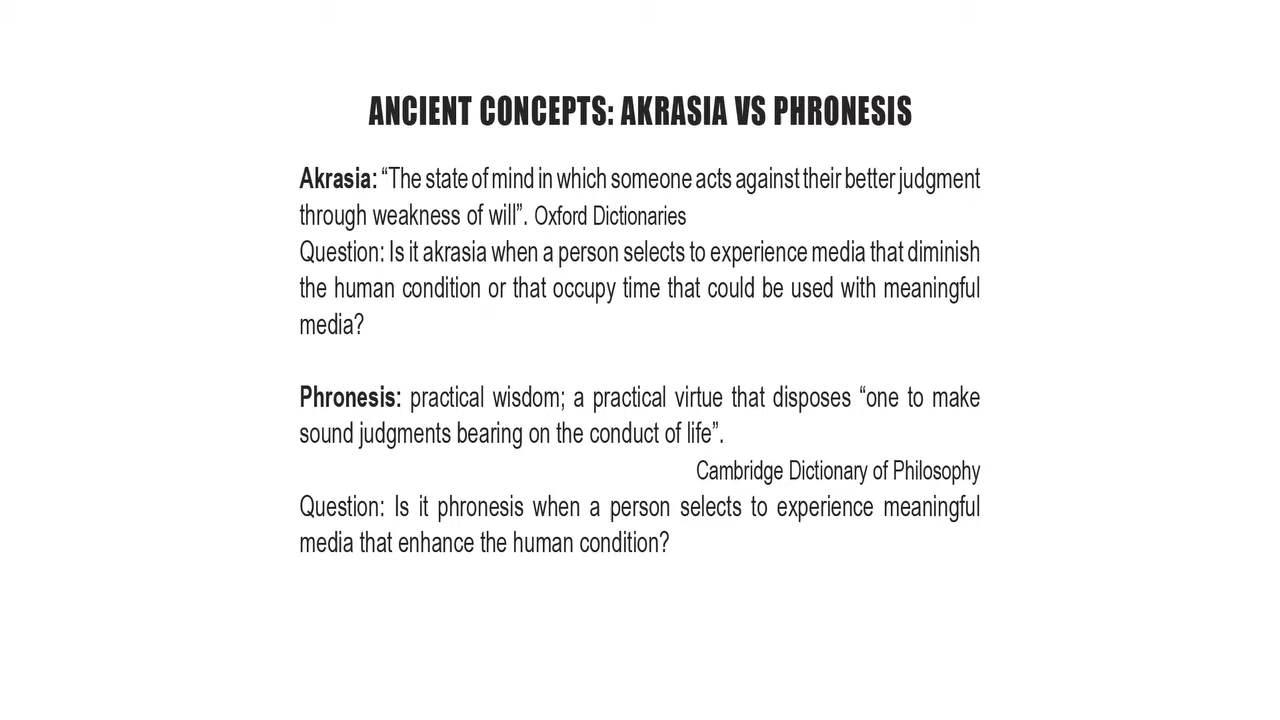 ANCIENT CONCEPTS: AKRASIA VS PHRONESIS
Akrasia: “The state of mind in which someone acts against their better judgment
through weakness of will”. Oxford Dictionaries
Question: Is it akrasia when a person selects to experience media that diminish
the human condition or that occupy time that could be used with meaningful
media?
Phronesis: practical wisdom; a practical virtue that disposes “one to make
sound judgments bearing on the conduct of life”.
Cambridge Dictionary of Philosophy
Question: Is it phronesis when a person selects to experience meaningful
media that enhance the human condition?